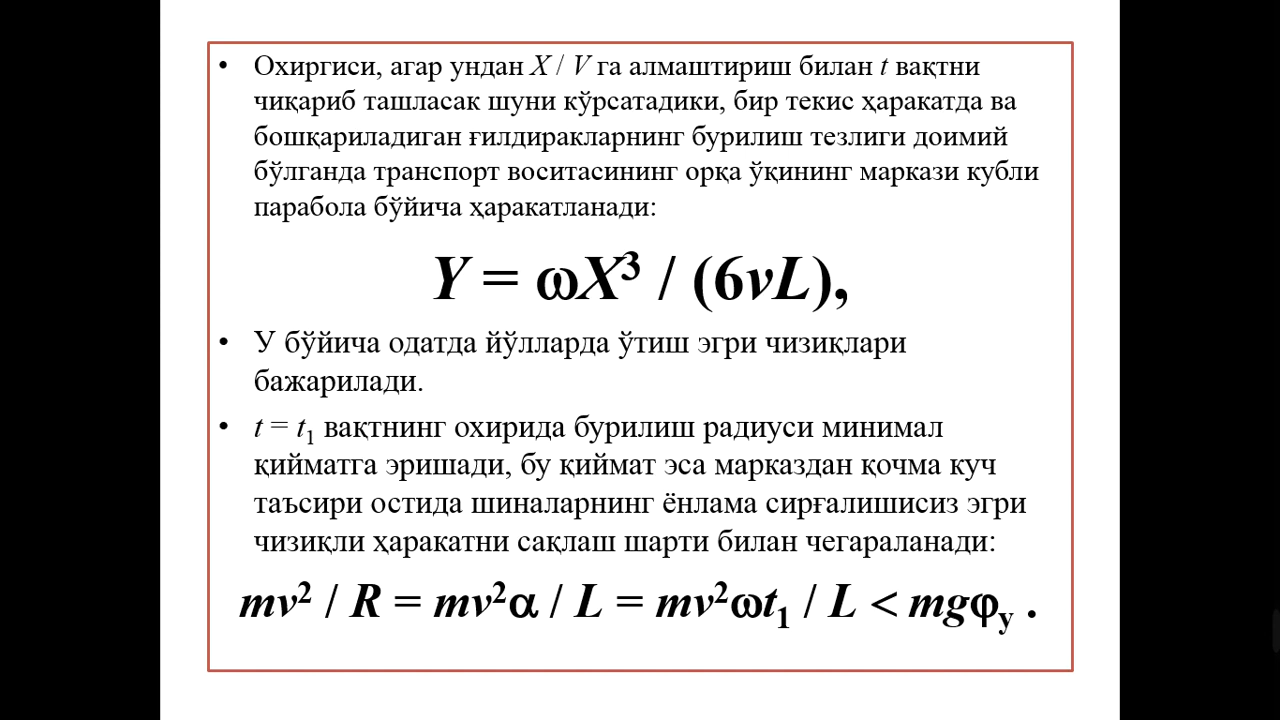 • Охиргиси, агар ундан X / V га алмаштириш билан t вақтни
чиқариб ташласак шуни кўрсатадики, бир текис ҳаракатда ва
бошқариладиган ғилдиракларнинг бурилиш тезлиги доимий
бўлганда транспорт воситасининг орқа ўқининг маркази кубли
парабола бўйича ҳаракатланади:
Y = ωX³ / (6vL),
• У бўйича одатда йўлларда ўтиш эгри чизиқлари
бажарилади.
• t = t₁ вақтнинг охирида бурилиш радиуси минимал
қийматга эришади, бу қиймат эса марказдан қочма куч
таъсири остида шиналарнинг ёнлама сирғалишисиз эгри
чизиқли ҳаракатни сақлаш шарти билан чегараланади:
mv² / R = mv²α / L = mv²ωt₁ / L < mgφy .